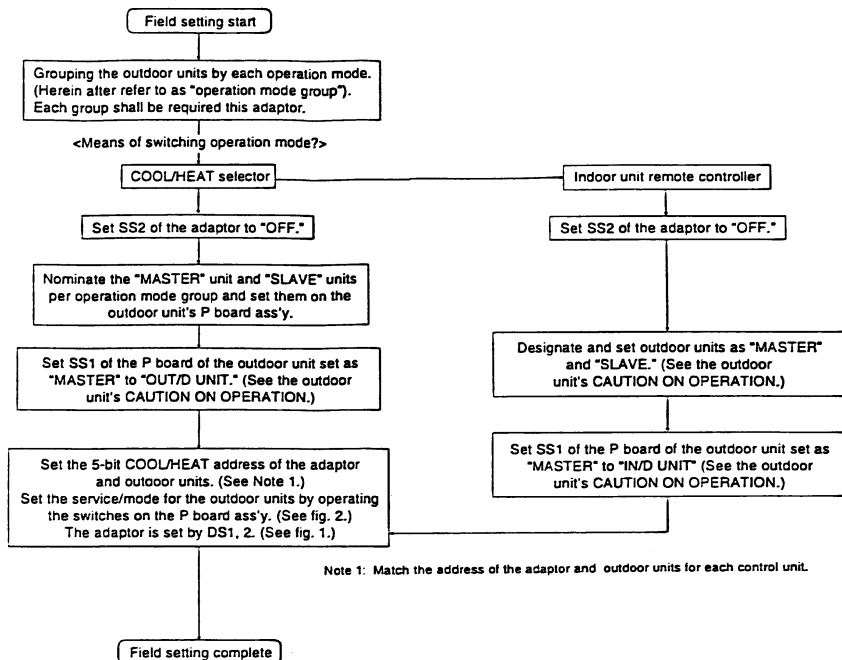 Field setting start
Grouping the outdoor units by each operation mode.
(Herein after refer to as "operation mode group").
Each group shall be required this adaptor.
<Means of switching operation mode?>
COOL/HEAT selector
Indoor unit remote controller
Set SS2 of the adaptor to "OFF."
Set SS2 of the adaptor to "OFF."
Nominate the "MASTER" unit and "SLAVE" units
per operation mode group and set them on the
outdoor unit's P board ass'y.
Designate and set outdoor units as "MASTER"
and "SLAVE." (See the outdoor
unit's CAUTION ON OPERATION.)
Set SS1 of the P board of the outdoor unit set as
"MASTER" to "OUT/D UNIT." (See the outdoor
unit's CAUTION ON OPERATION.)
Set SS1 of the P board of the outdoor unit set as
"MASTER" to "IN/D UNIT" (See the outdoor
unit's CAUTION ON OPERATION.)
Set the 5-bit COOL/HEAT address of the adaptor
and outdoor units. (See Note 1.)
Set the service/mode for the outdoor units by operating
the switches on the P board ass'y. (See fig. 2.)
The adaptor is set by DS1, 2. (See fig. 1.)
Note 1: Match the address of the adaptor and outdoor units for each control unit.
Field setting complete